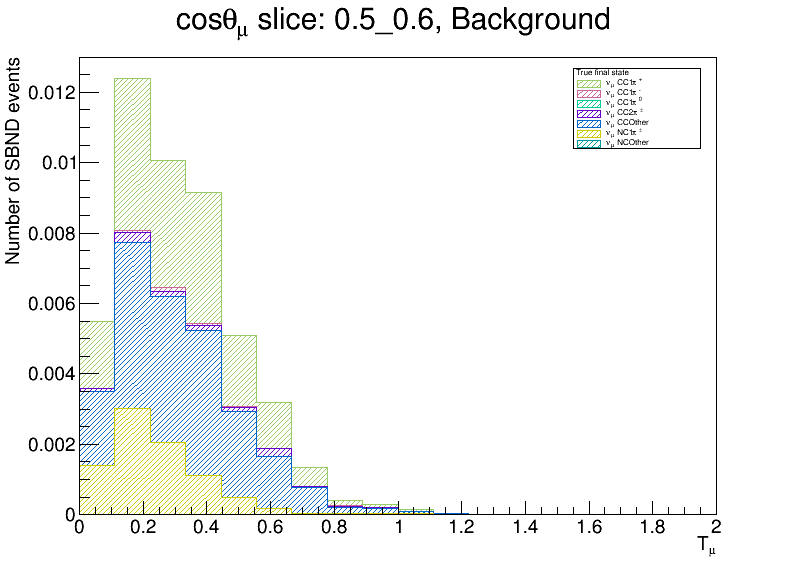 cosθμ slice: 0.5_0.6, Background
Number of SBND events
0.012
0.01
0.008
0.006
0.004
0.002
0
True final state
νμ CC1π⁺
νμ CC1π⁻
νμ CC1π⁰
νμ CC2π±
νμ CCOther
νμ NC1π±
νμ NCOther
0 0.2 0.4 0.6 0.8 1 1.2 1.4 1.6 1.8 2
Tμ